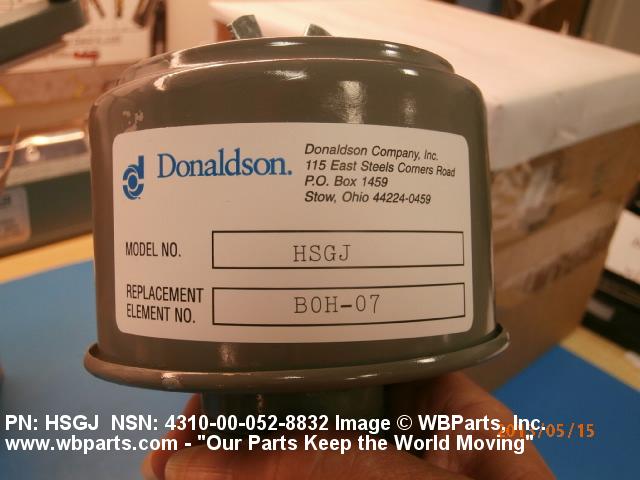 Donaldson.
Donaldson Company, Inc.
115 East Steels Corners Road
P.O. Box 1459
Stow, Ohio 44224-0459
MODEL NO.
HSGJ
REPLACEMENT
ELEMENT NO.
B0H-07
PN: HSGJ NSN: 4310-00-052-8832 Image © WBParts, Inc.
www.wbparts.com - "Our Parts Keep the World Moving"
/05/15